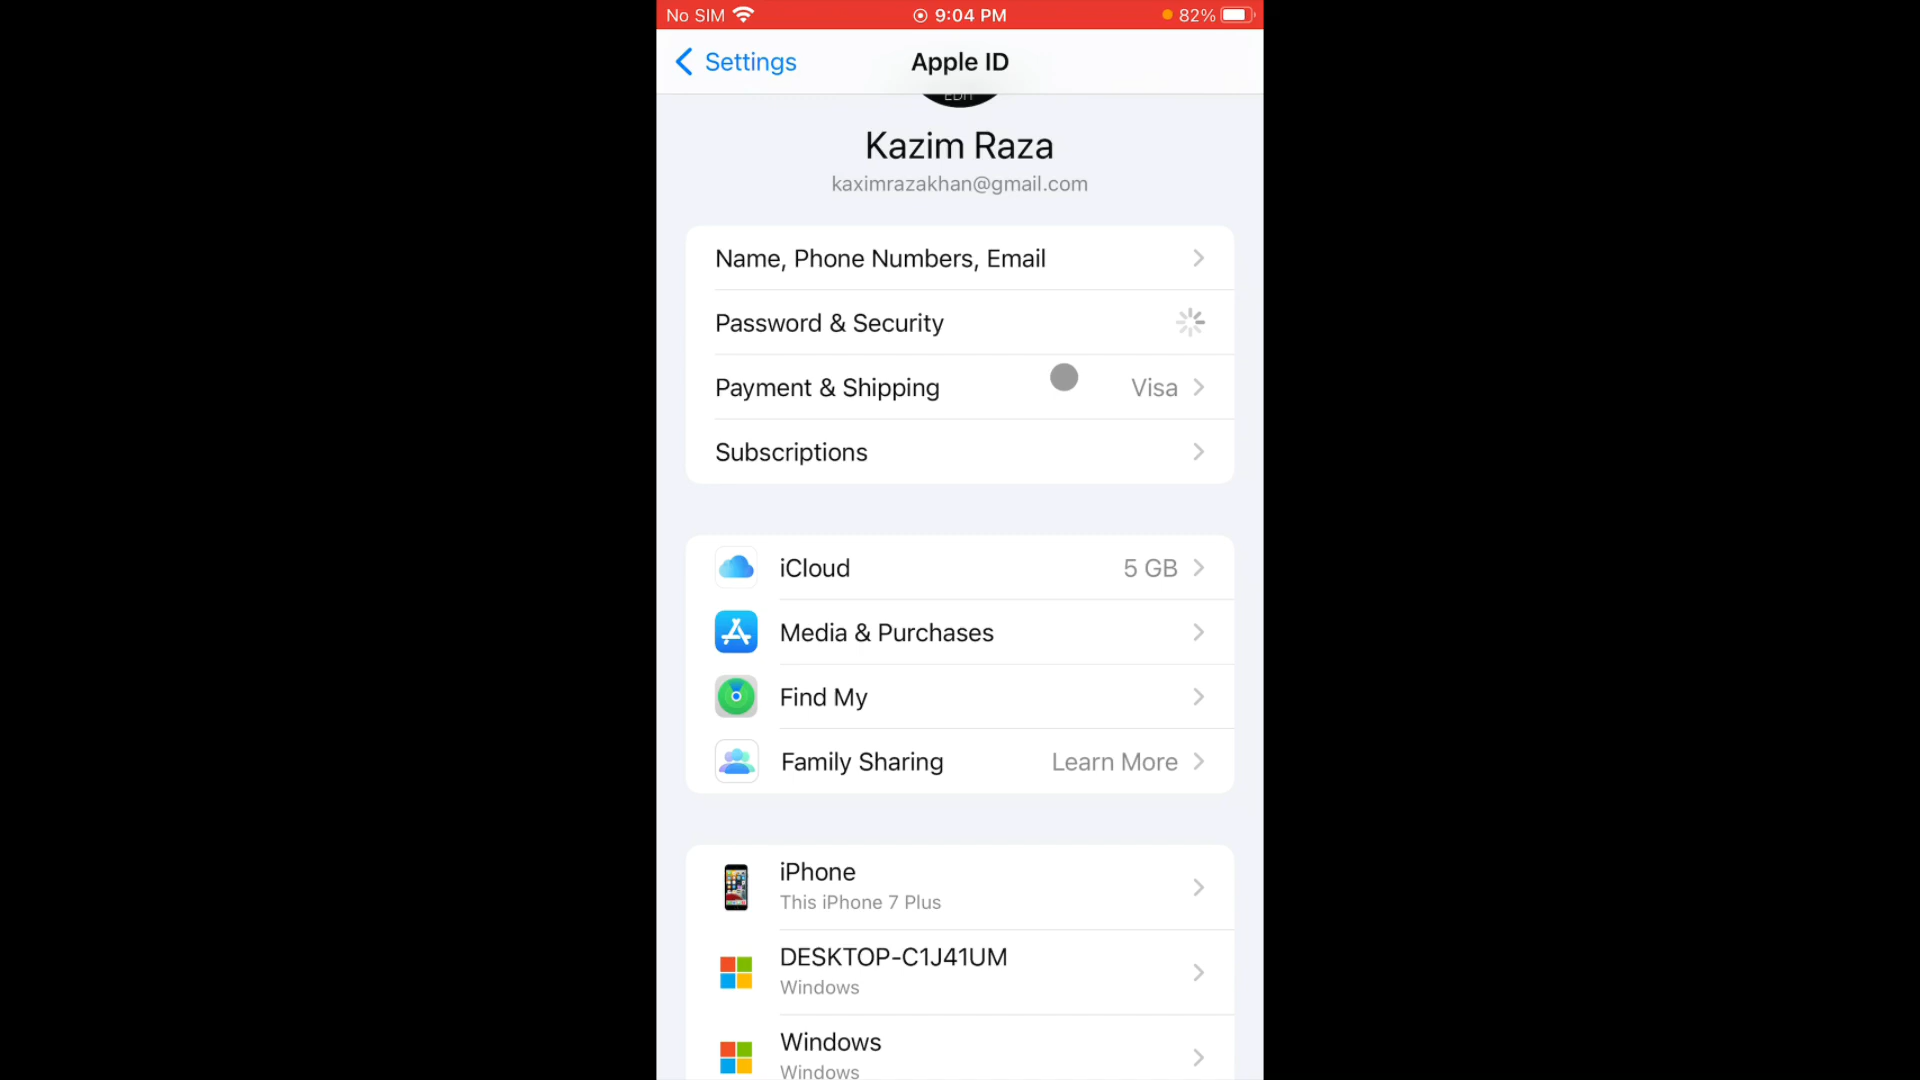 No SIM 9:04 PM 82%
Settings Apple ID
EDIT
Kazim Raza
kaximrazakhan@gmail.com
Name, Phone Numbers, Email
Password & Security
Payment & Shipping Visa
Subscriptions
iCloud 5 GB
Media & Purchases
Find My
Family Sharing Learn More
iPhone
This iPhone 7 Plus
DESKTOP-C1J41UM
Windows
Windows
Windows